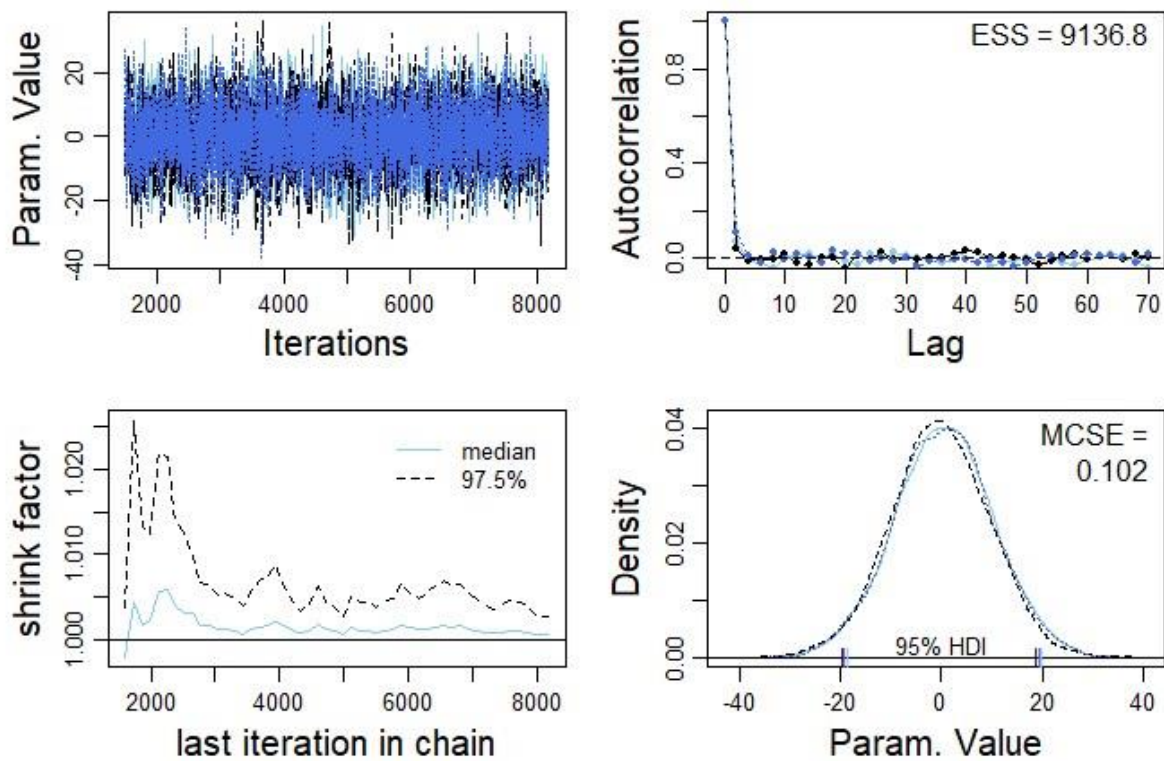 Param. Value
-40 -20 0 20
2000 4000 6000 8000
Iterations
Autocorrelation
0.0 0.4 0.8
ESS = 9136.8
0 10 20 30 40 50 60 70
Lag
shrink factor
1.000 1.010 1.020
median
97.5%
2000 4000 6000 8000
last iteration in chain
Density
0.00 0.02 0.04
MCSE =
0.102
95% HDI
-40 -20 0 20 40
Param. Value